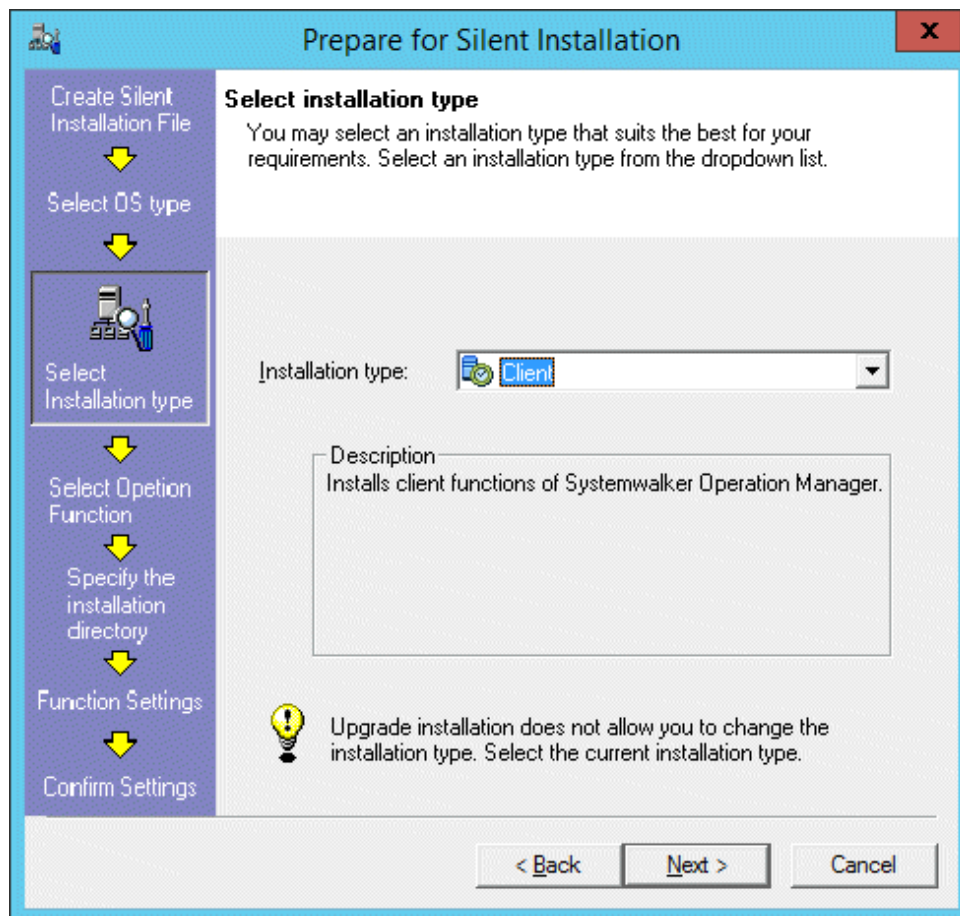 Prepare for Silent Installation
x
Create Silent
Installation File
Select OS type
Select
Installation type
Select Opetion
Function
Specify the
installation
directory
Function Settings
Confirm Settings
Select installation type
You may select an installation type that suits the best for your
requirements. Select an installation type from the dropdown list.
Installation type:
Client
Description
Installs client functions of Systemwalker Operation Manager.
Upgrade installation does not allow you to change the
installation type. Select the current installation type.
< Back
Next >
Cancel